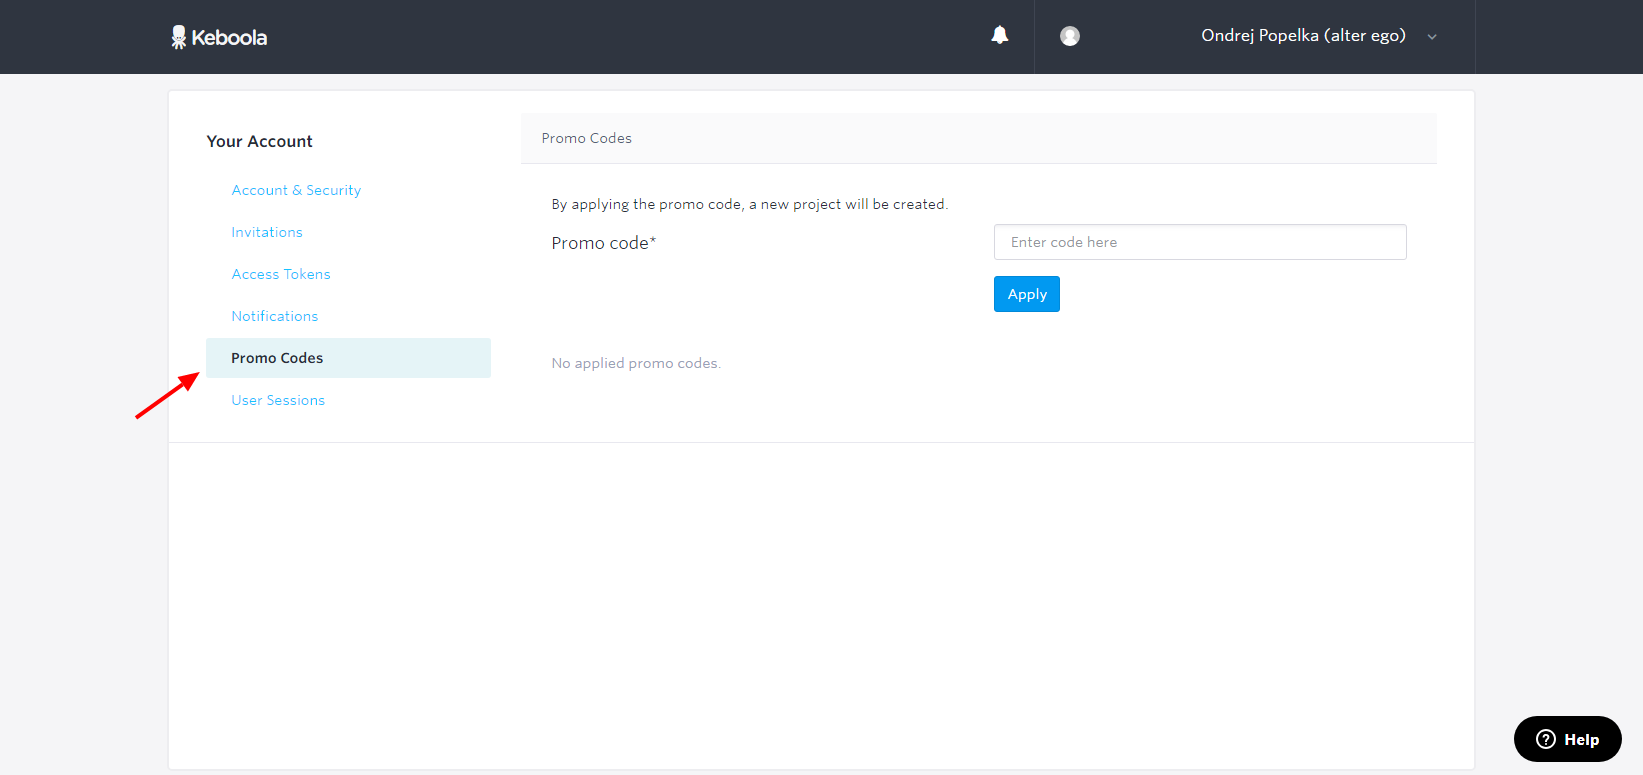 Keboola
Ondrej Popelka (alter ego)
Your Account
Account & Security
Invitations
Access Tokens
Notifications
Promo Codes
User Sessions
Promo Codes
By applying the promo code, a new project will be created.
Promo code*
Enter code here
Apply
No applied promo codes.
? Help